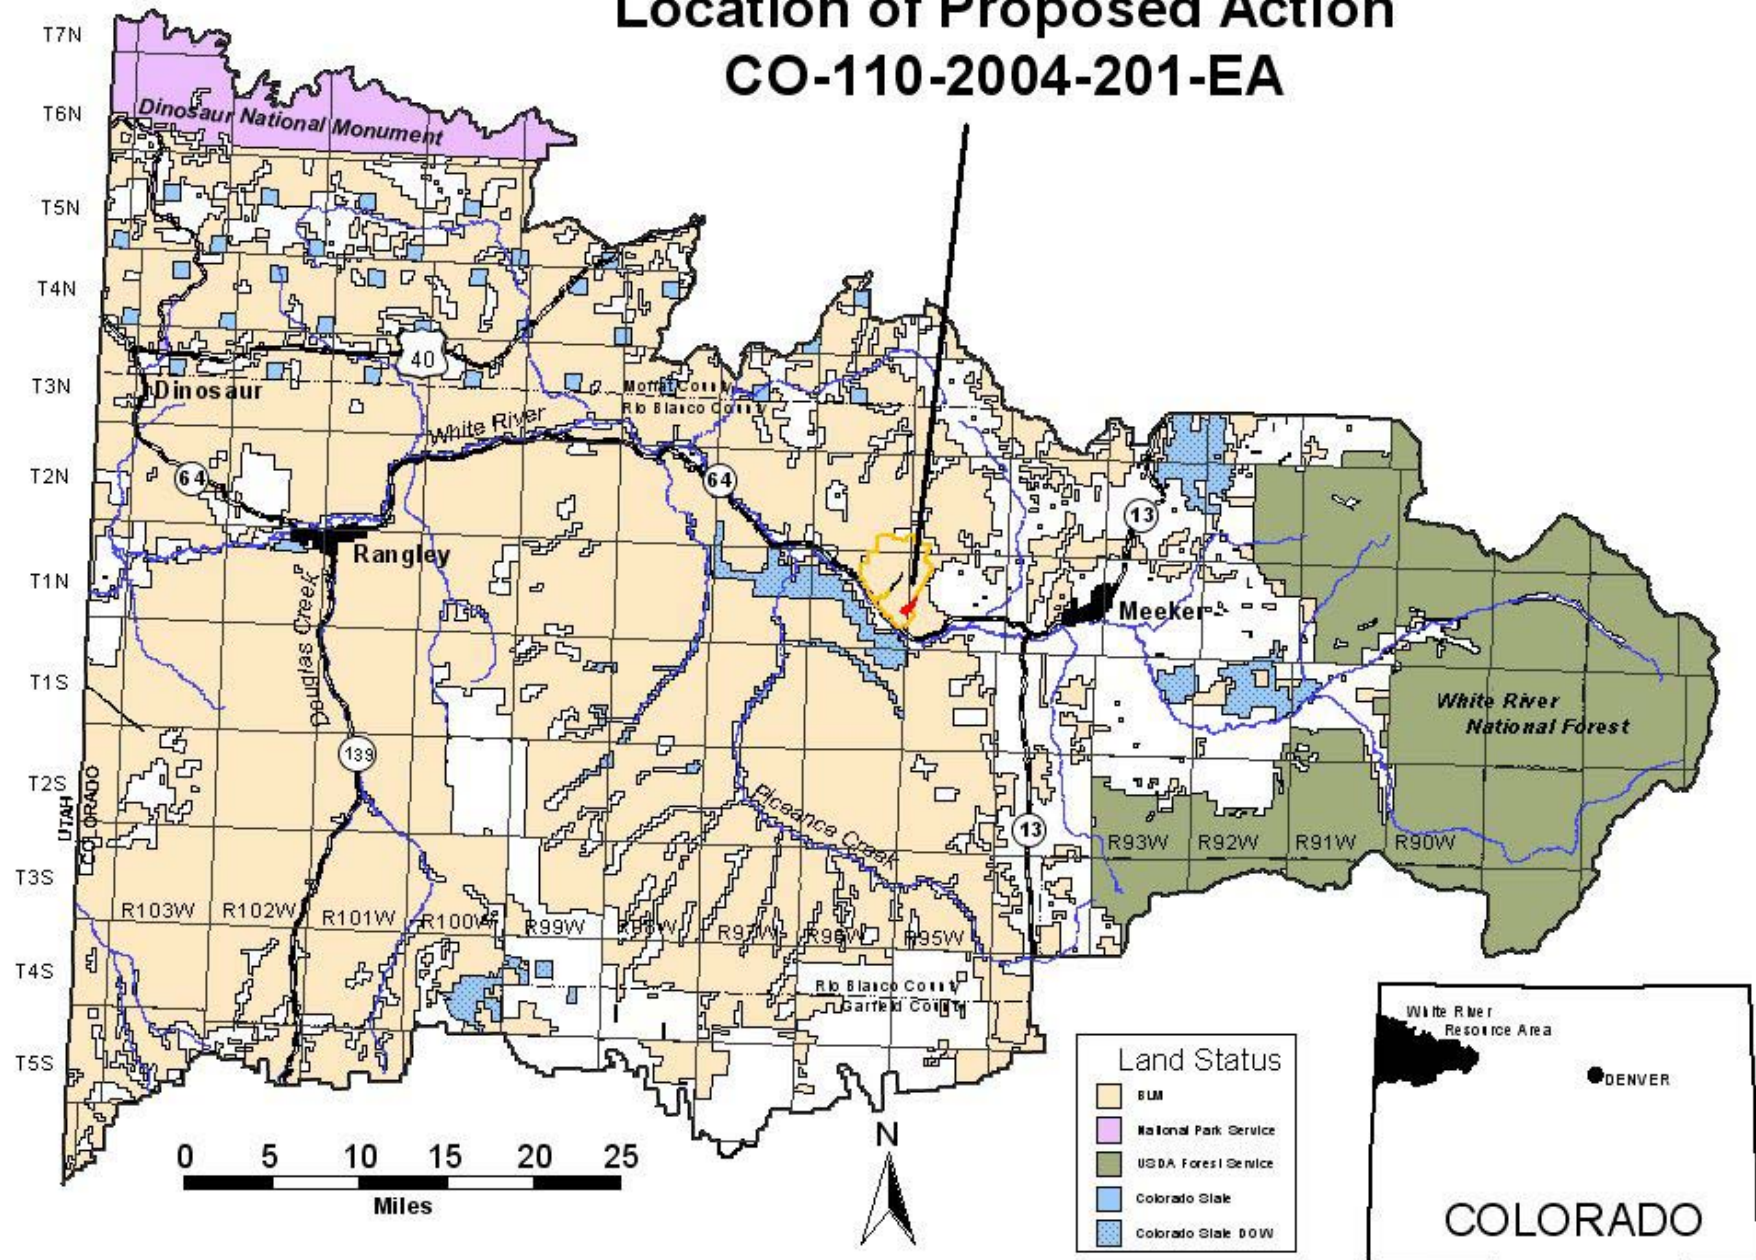 Location of Proposed Action
CO-110-2004-201-EA
T7N
T6N
T5N
T4N
T3N
T2N
T1N
T1S
T2S
T3S
T4S
T5S
Dinosaur National Monument
40
Dinosaur
Moffat County
Rio Blanco County
White River
64
64
13
Rangley
Meeker
Douglas Creek
139
UTAH
COLORADO
Piceance Creek
13
White River
National Forest
R93W
R92W
R91W
R90W
R103W
R102W
R101W
R100W
R99W
R98W
R97W
R96W
R95W
Rio Blanco County
Garfield County
0 5 10 15 20 25
Miles
N
Land Status
BLM
National Park Service
USDA Forest Service
Colorado State
Colorado State DOW
White River
Resource Area
DENVER
COLORADO